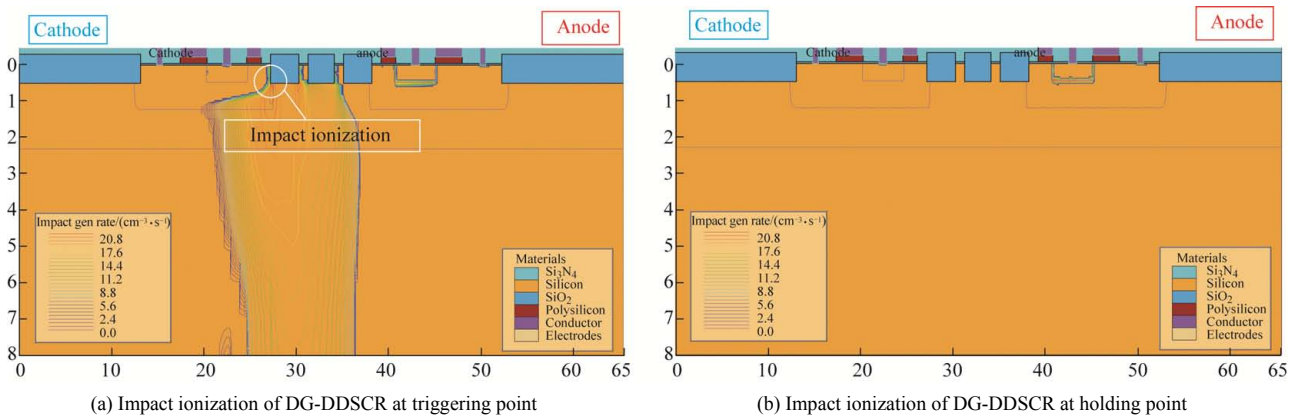 Cathode
Anode
Cathode
anode
0
1
2
3
4
5
6
7
8
Impact ionization
Impact gen rate/(cm⁻³·s⁻¹)
20.8
17.6
14.4
11.2
8.8
5.6
2.4
0.0
Materials
Si₃N₄
Silicon
SiO₂
Polysilicon
Conductor
Electrodes
0 10 20 30 40 50 60 65
(a) Impact ionization of DG-DDSCR at triggering point
Cathode
Anode
Cathode
anode
0
1
2
3
4
5
6
7
8
Impact gen rate/(cm⁻³·s⁻¹)
20.8
17.6
14.4
11.2
8.8
5.6
2.4
0.0
Materials
Si₃N₄
Silicon
SiO₂
Polysilicon
Conductor
Electrodes
0 10 20 30 40 50 60 65
(b) Impact ionization of DG-DDSCR at holding point